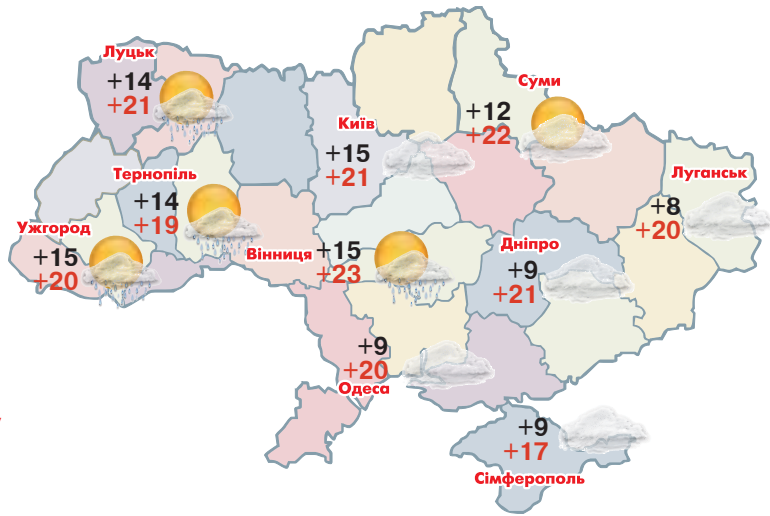 Луцьк
+14
+21
Суми
+12
+22
Київ
+15
+21
Тернопіль
+14
+19
Луганськ
+8
+20
Ужгород
+15
+20
Вінниця
+15
+23
Дніпро
+9
+21
+9
+20
Одеса
+9
+17
Сімферополь